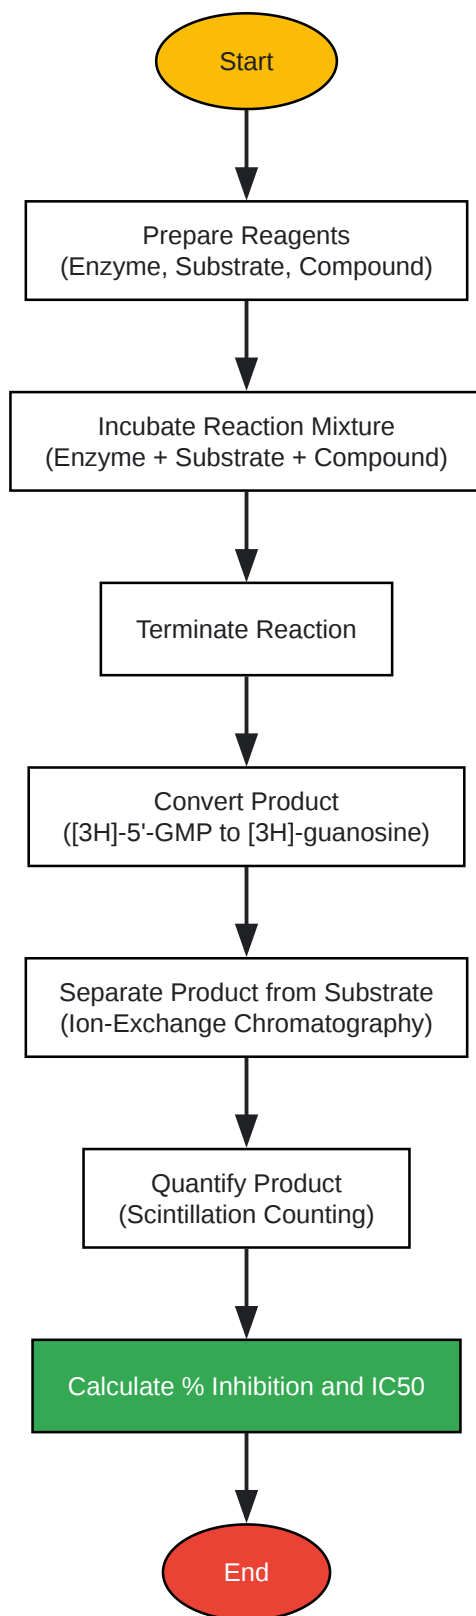 Start
Prepare Reagents
(Enzyme, Substrate, Compound)
Incubate Reaction Mixture
(Enzyme + Substrate + Compound)
Terminate Reaction
Convert Product
([3H]-5'-GMP to [3H]-guanosine)
Separate Product from Substrate
(Ion-Exchange Chromatography)
Quantify Product
(Scintillation Counting)
Calculate % Inhibition and IC50
End